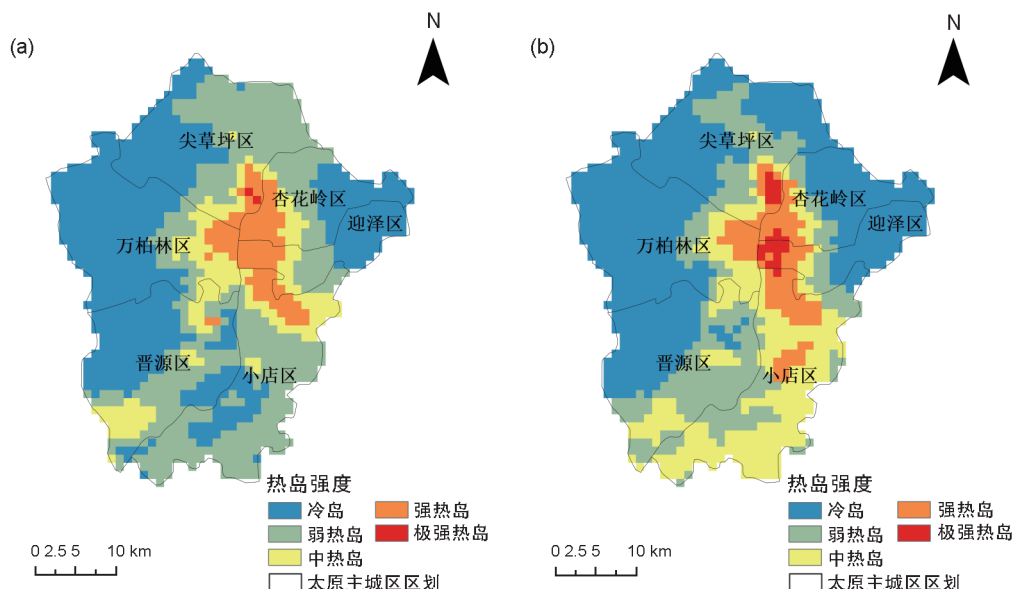 (a)
N
尖草坪区
杏花岭区
迎泽区
万柏林区
晋源区
小店区
热岛强度
冷岛
强热岛
弱热岛
极强热岛
中热岛
太原主城区区划
0 2.5 5 10 km
(b)
N
尖草坪区
杏花岭区
迎泽区
万柏林区
晋源区
小店区
热岛强度
冷岛
强热岛
弱热岛
极强热岛
中热岛
太原主城区区划
0 2.5 5 10 km